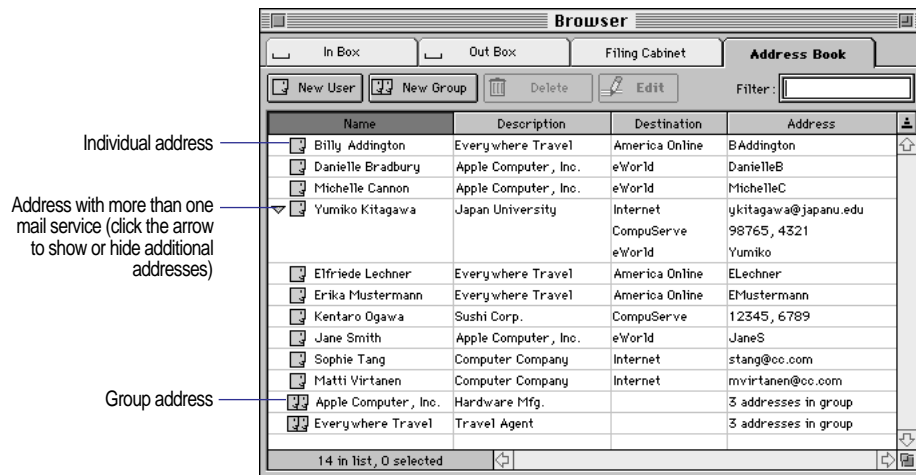 Browser
In Box
Out Box
Filing Cabinet
Address Book
New User
New Group
Delete
Edit
Filter:
Name Description Destination Address
Individual address
Billy Addington Everywhere Travel America Online BAddington
Danielle Bradbury Apple Computer, Inc. eWorld DanielleB
Michelle Cannon Apple Computer, Inc. eWorld MichelleC
Address with more than one
mail service (click the arrow
to show or hide additional
addresses)
Yumiko Kitagawa Japan University Internet ykitagawa@japanu.edu
CompuServe 98765, 4321
eWorld Yumiko
Elfriede Lechner Everywhere Travel America Online ELechner
Erika Mustermann Everywhere Travel America Online EMustermann
Kentaro Ogawa Sushi Corp. CompuServe 12345, 6789
Jane Smith Apple Computer, Inc. eWorld JaneS
Sophie Tang Computer Company Internet stang@cc.com
Matti Virtanen Computer Company Internet mvirtanen@cc.com
Group address
Apple Computer, Inc. Hardware Mfg. 3 addresses in group
Everywhere Travel Travel Agent 3 addresses in group
14 in list, 0 selected